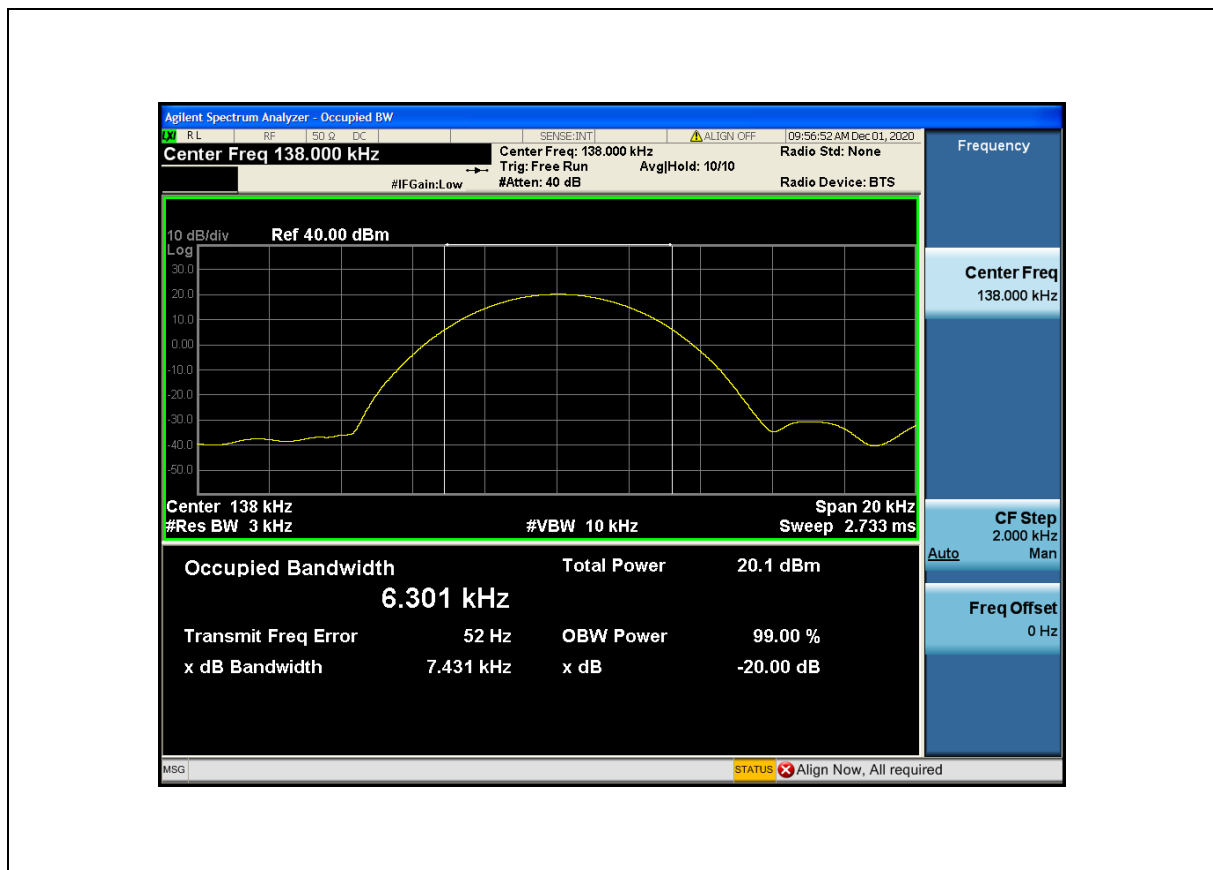 Agilent Spectrum Analyzer - Occupied BW
LXI RL RF 50 Ω DC SENSE:INT ALIGN OFF 09:56:52 AM Dec 01, 2020
Center Freq 138.000 kHz
#IFGain:Low
Center Freq: 138.000 kHz
Trig: Free Run Avg|Hold: 10/10
#Atten: 40 dB
Radio Std: None
Radio Device: BTS
10 dB/div Ref 40.00 dBm
Log
30.0
20.0
10.0
0.00
-10.0
-20.0
-30.0
-40.0
-50.0
Center 138 kHz Span 20 kHz
#Res BW 3 kHz #VBW 10 kHz Sweep 2.733 ms
Occupied Bandwidth Total Power 20.1 dBm
6.301 kHz
Transmit Freq Error 52 Hz OBW Power 99.00 %
x dB Bandwidth 7.431 kHz x dB -20.00 dB
Frequency
Center Freq
138.000 kHz
CF Step
2.000 kHz
Auto Man
Freq Offset
0 Hz
MSG STATUS Align Now, All required